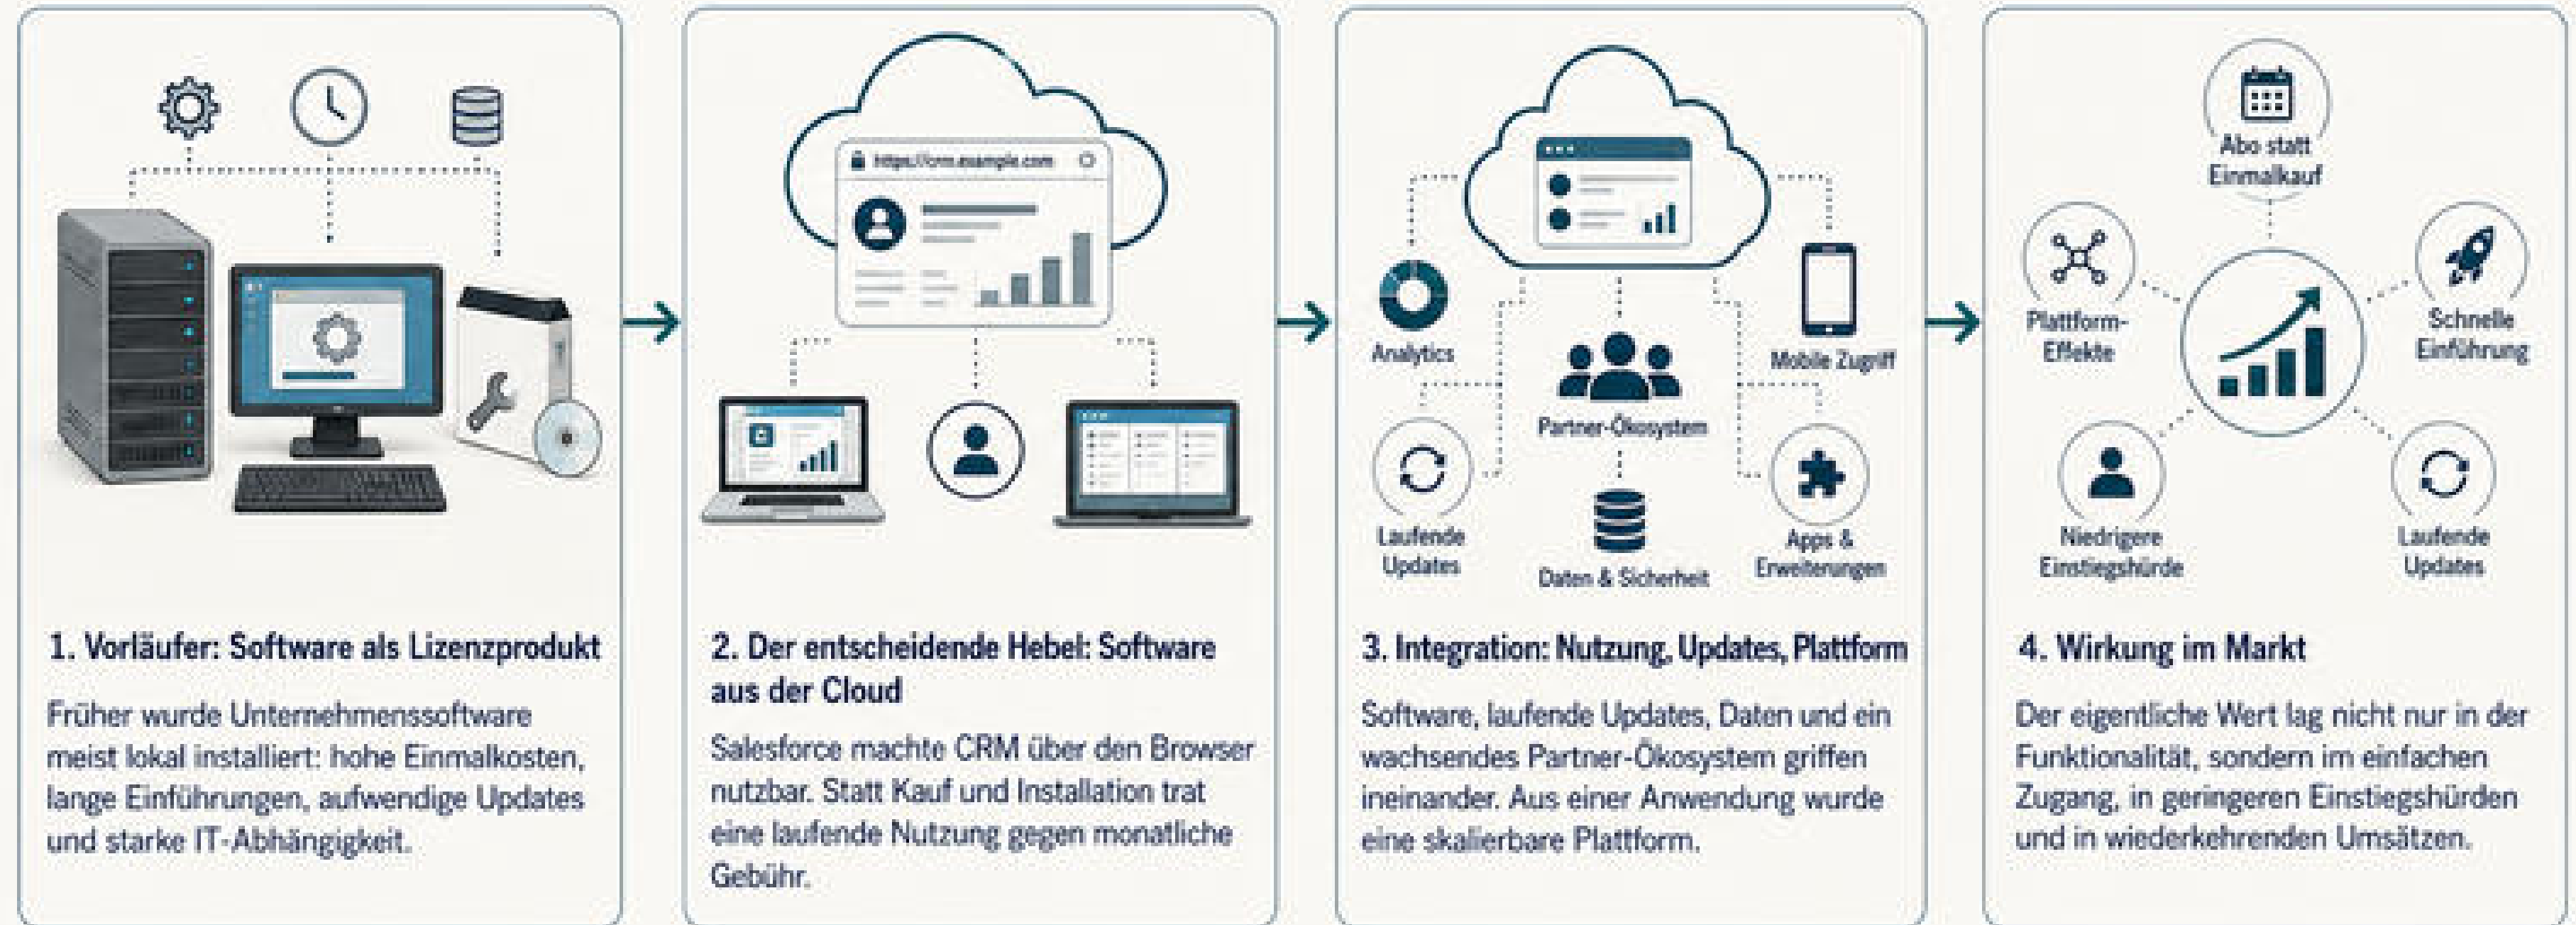 https://crm.example.com
Analytics
Mobile Zugriff
Partner-Ökosystem
Laufende
Updates
Daten & Sicherheit
Apps &
Erweiterungen
Abo statt
Einmalkauf
Plattform-
Effekte
Schnelle
Einführung
Niedrigere
Einstiegshürde
Laufende
Updates
1. Vorläufer: Software als Lizenzprodukt
Früher wurde Unternehmenssoftware
meist lokal installiert: hohe Einmalkosten,
lange Einführungen, aufwendige Updates
und starke IT-Abhängigkeit.
2. Der entscheidende Hebel: Software
aus der Cloud
Salesforce machte CRM über den Browser
nutzbar. Statt Kauf und Installation trat
eine laufende Nutzung gegen monatliche
Gebühr.
3. Integration: Nutzung, Updates, Plattform
Software, laufende Updates, Daten und ein
wachsendes Partner-Ökosystem griffen
ineinander. Aus einer Anwendung wurde
eine skalierbare Plattform.
4. Wirkung im Markt
Der eigentliche Wert lag nicht nur in der
Funktionalität, sondern im einfachen
Zugang, in geringeren Einstiegshürden
und in wiederkehrenden Umsätzen.